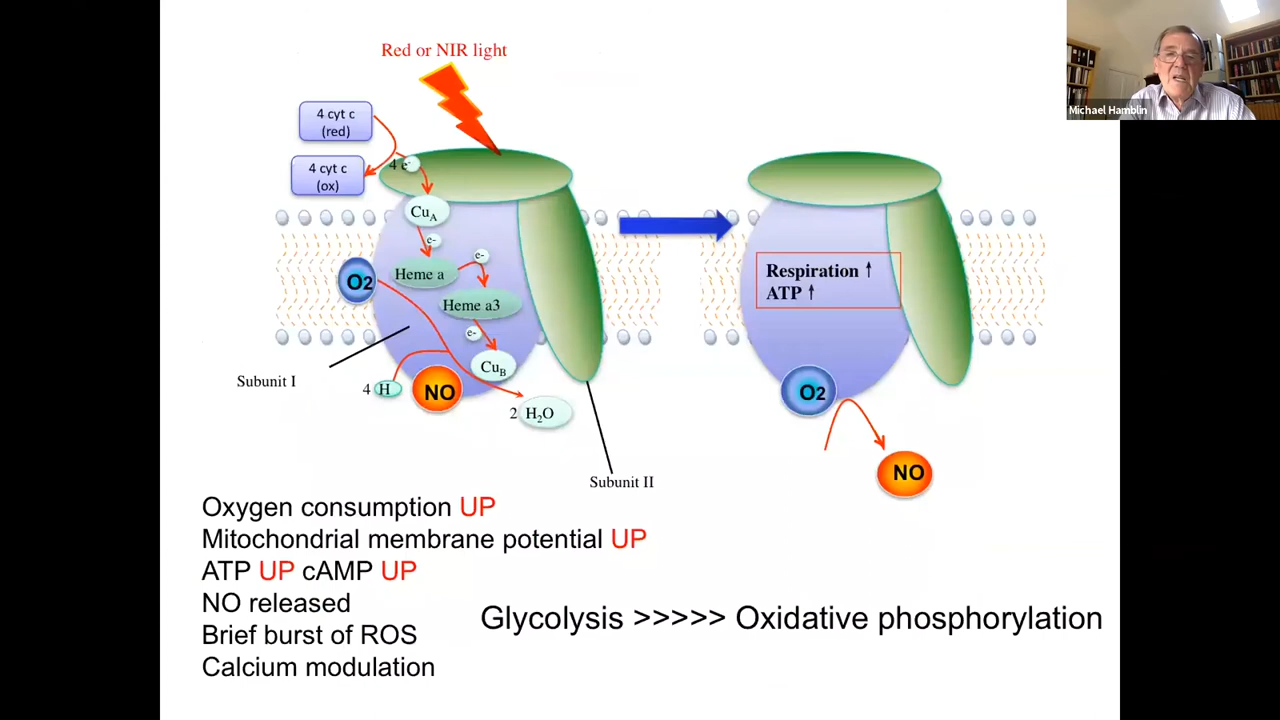 Red or NIR light
Michael Hamblin
4 cyt c
(red)
4 cyt c
(ox)
4 e-
CuA
e-
e-
Heme a
O2
Heme a3
e-
CuB
Subunit I
4 H
NO
2 H2O
Subunit II
Respiration ↑
ATP ↑
O2
NO
Oxygen consumption UP
Mitochondrial membrane potential UP
ATP UP cAMP UP
NO released
Brief burst of ROS
Calcium modulation
Glycolysis >>>>> Oxidative phosphorylation